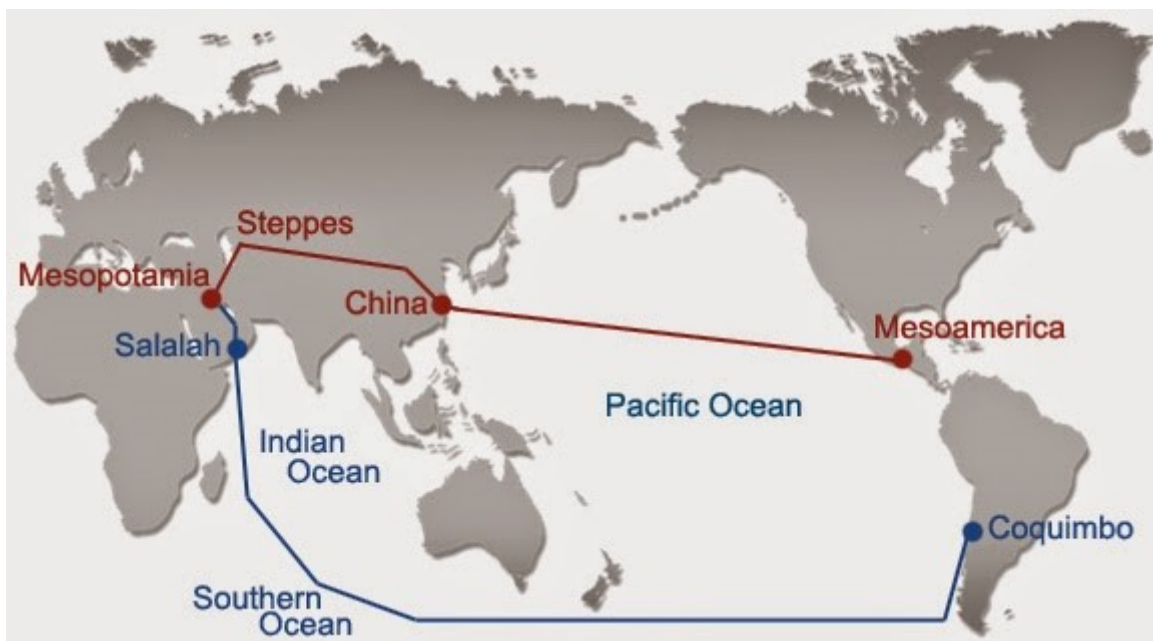 Steppes
Mesopotamia
China
Salalah
Mesoamerica
Pacific Ocean
Indian
Ocean
Coquimbo
Southern
Ocean